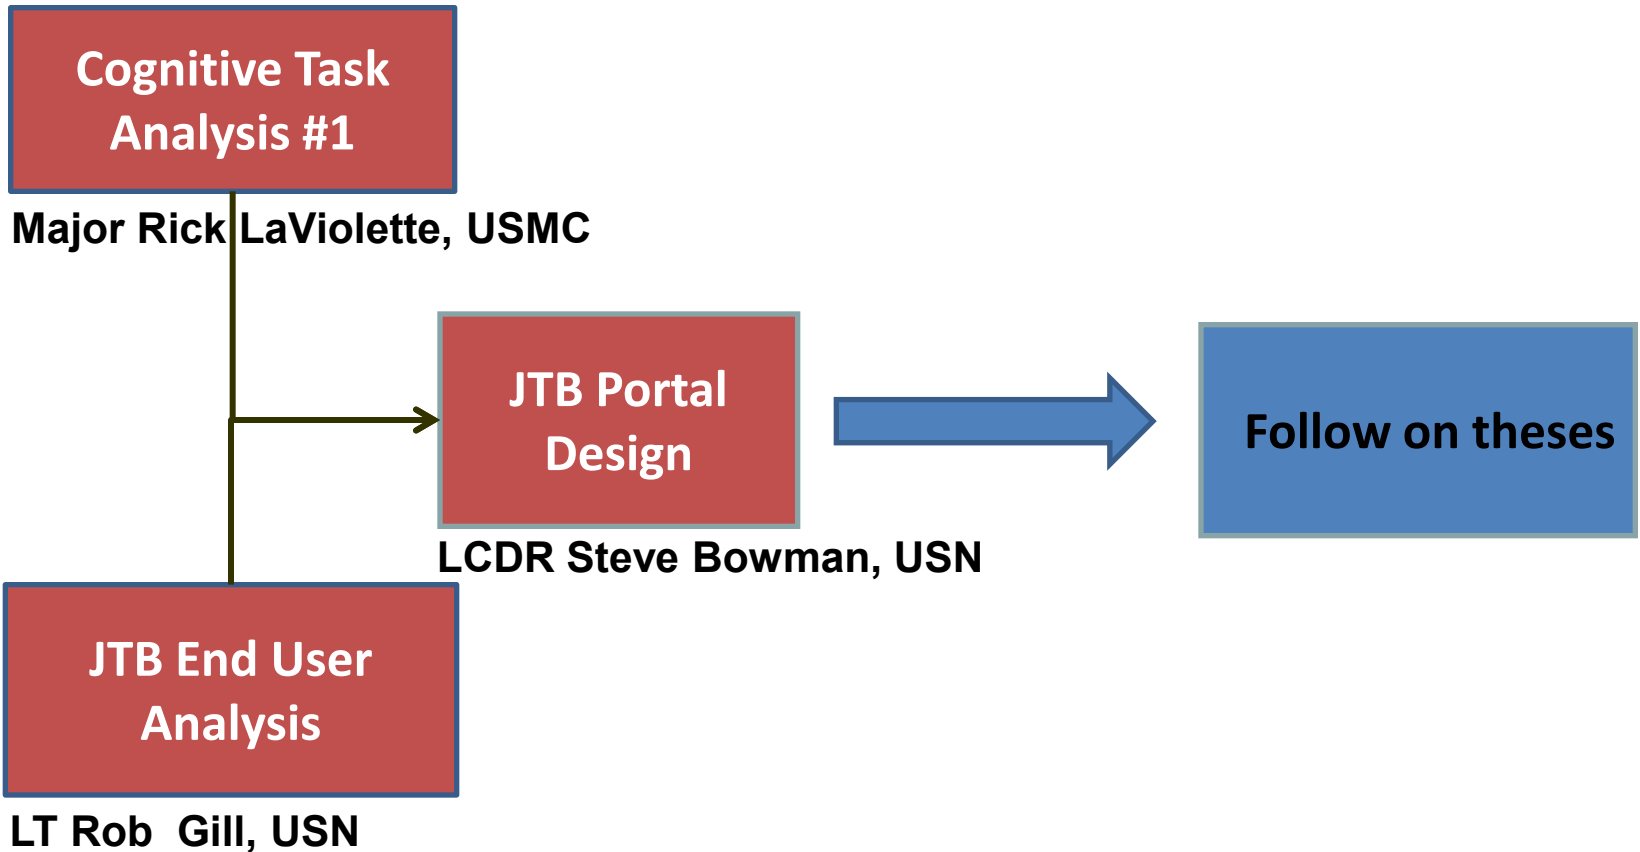 Cognitive Task
Analysis #1
Major Rick LaViolette, USMC
JTB Portal
Design
LCDR Steve Bowman, USN
Follow on theses
JTB End User
Analysis
LT Rob  Gill, USN